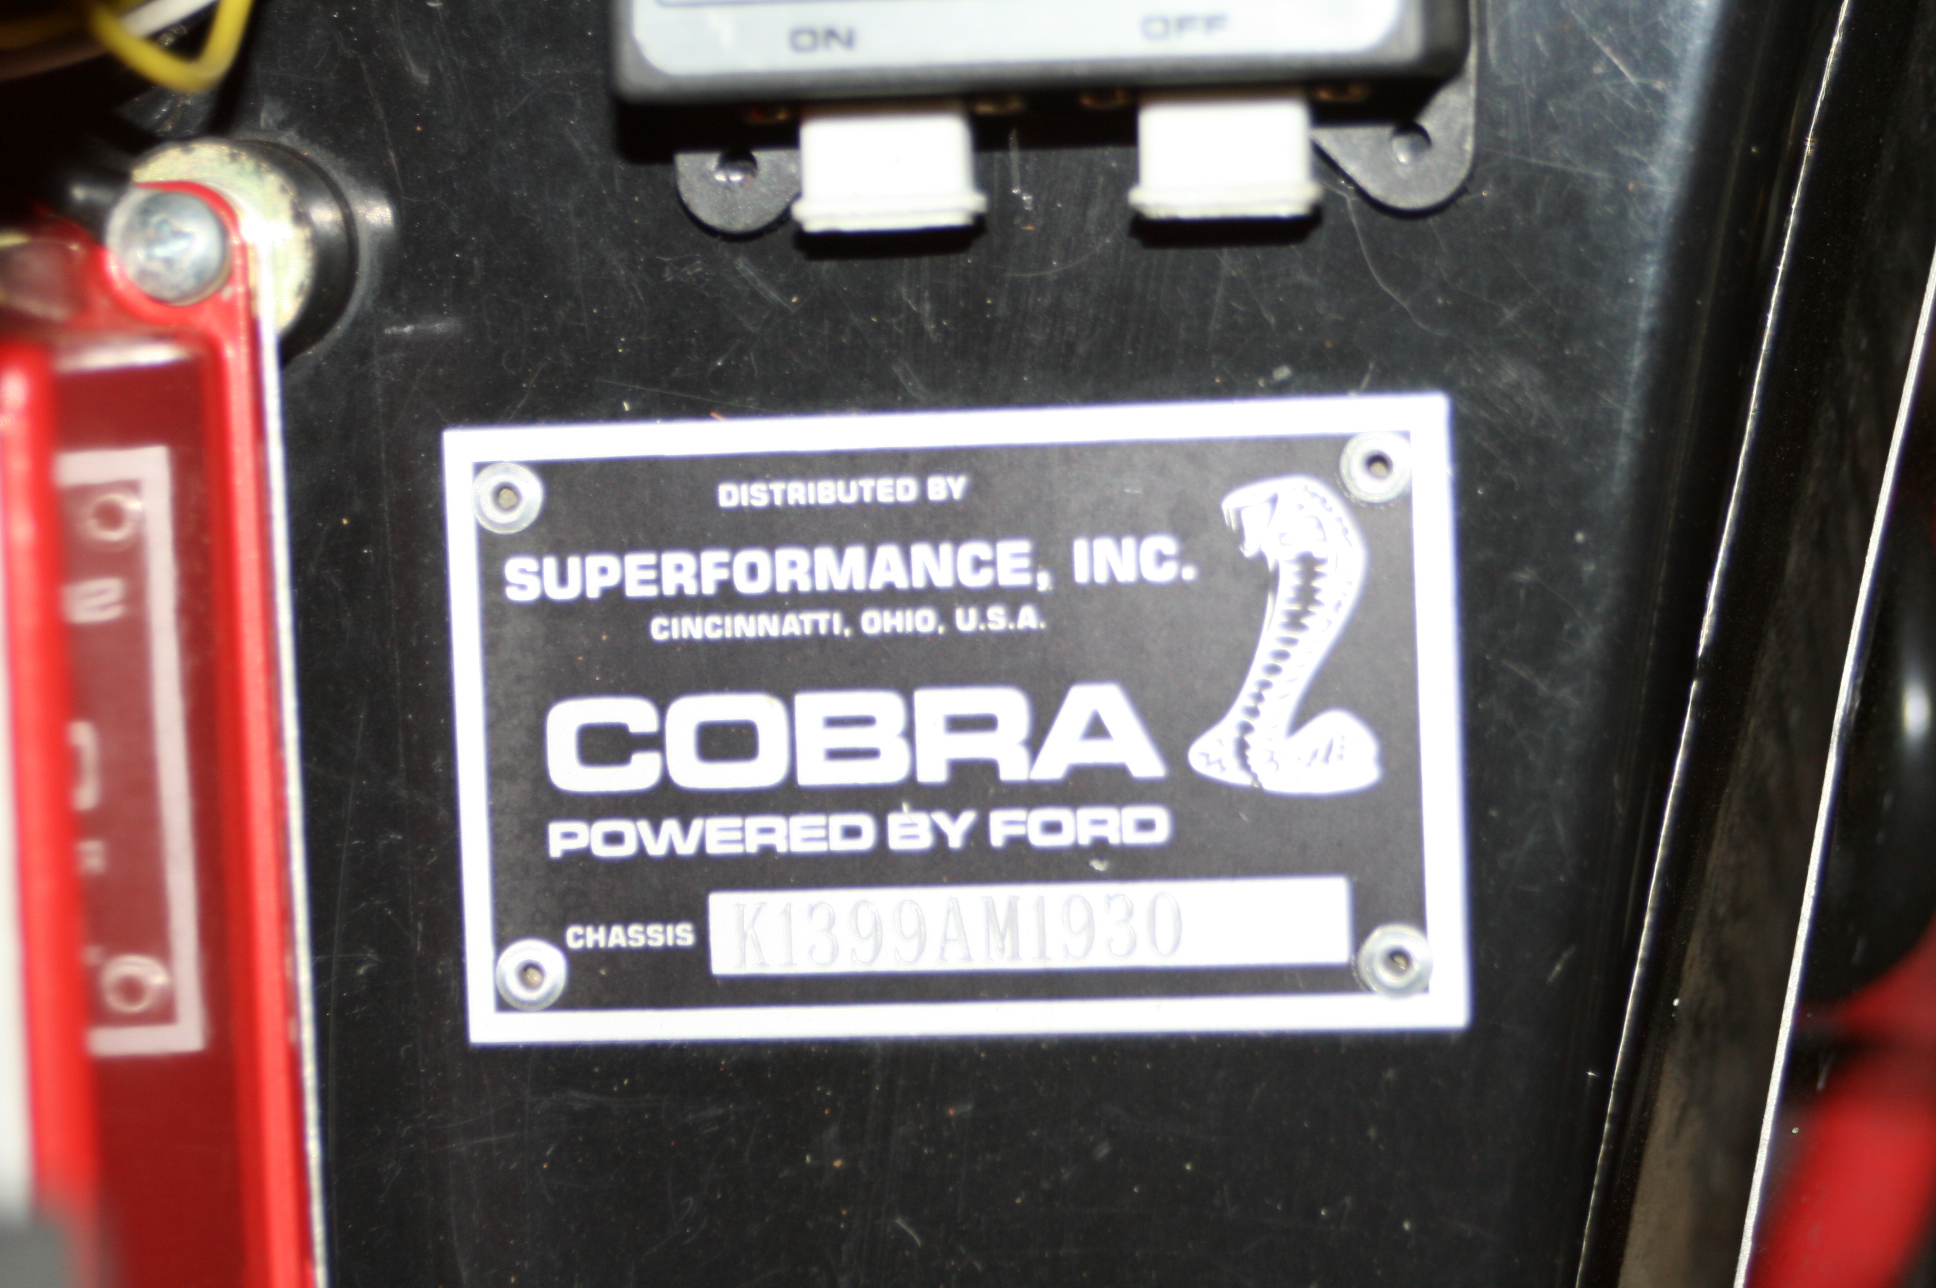 ON OFF
DISTRIBUTED BY
SUPERFORMANCE, INC.
CINCINNATTI, OHIO, U.S.A.
COBRA
POWERED BY FORD
CHASSIS K1399AM1930